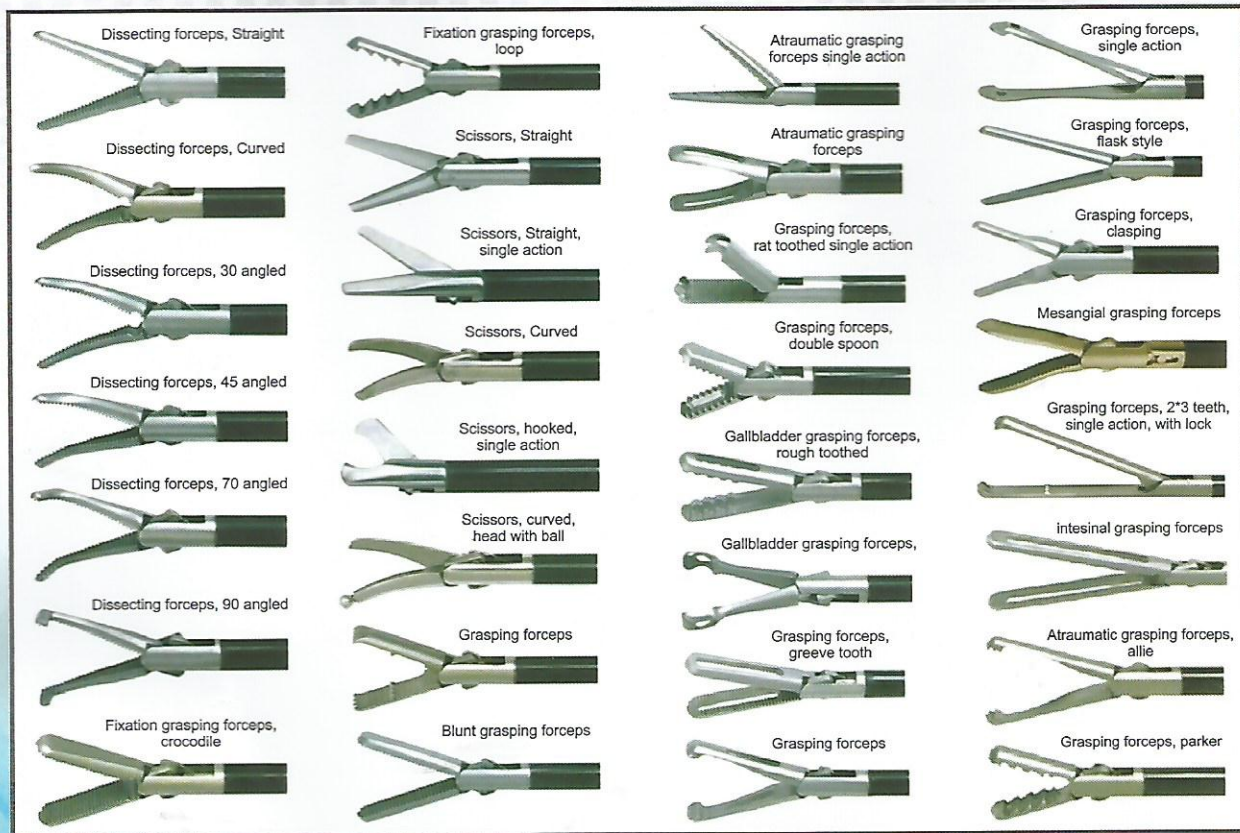 Dissecting forceps, Straight
Dissecting forceps, Curved
Dissecting forceps, 30 angled
Dissecting forceps, 45 angled
Dissecting forceps, 70 angled
Dissecting forceps, 90 angled
Fixation grasping forceps,
crocodile
Fixation grasping forceps,
loop
Scissors, Straight
Scissors, Straight,
single action
Scissors, Curved
Scissors, hooked,
single action
Scissors, curved,
head with ball
Grasping forceps
Blunt grasping forceps
Atraumatic grasping
forceps single action
Atraumatic grasping
forceps
Grasping forceps,
rat toothed single action
Grasping forceps,
double spoon
Gallbladder grasping forceps,
rough toothed
Gallbladder grasping forceps,
Grasping forceps,
greeve tooth
Grasping forceps
Grasping forceps,
single action
Grasping forceps,
flask style
Grasping forceps,
clasping
Mesangial grasping forceps
Grasping forceps, 2*3 teeth,
single action, with lock
intesinal grasping forceps
Atraumatic grasping forceps,
allie
Grasping forceps, parker